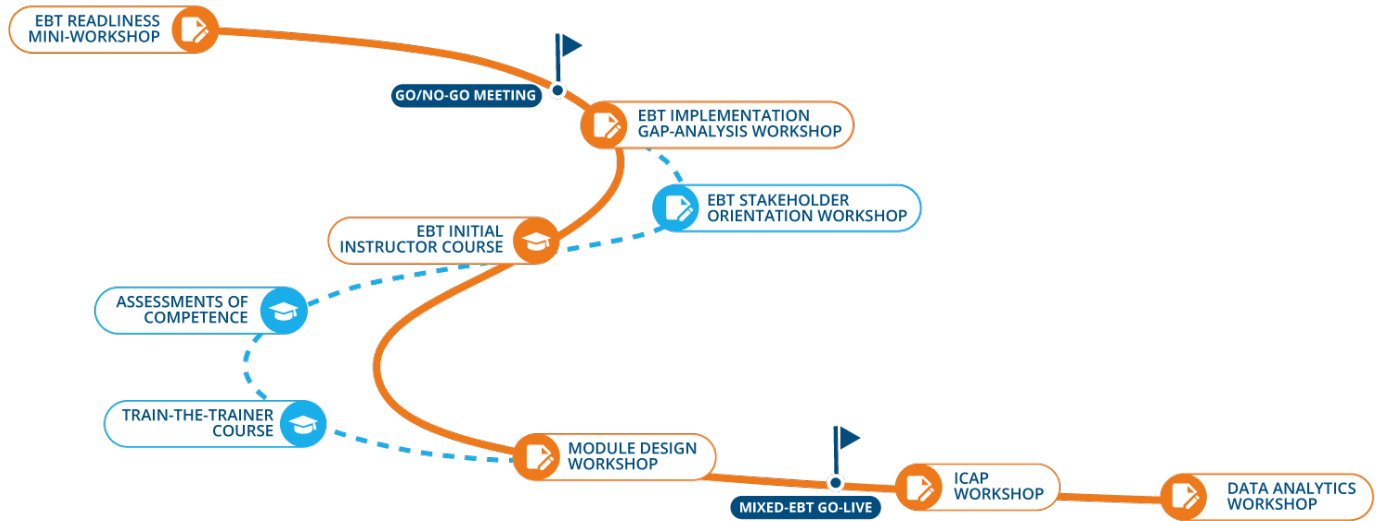 EBT READLINESS
MINI-WORKSHOP
GO/NO-GO MEETING
EBT IMPLEMENTATION
GAP-ANALYSIS WORKSHOP
EBT STAKEHOLDER
ORIENTATION WORKSHOP
EBT INITIAL
INSTRUCTOR COURSE
ASSESSMENTS OF
COMPETENCE
TRAIN-THE-TRAINER
COURSE
MODULE DESIGN
WORKSHOP
MIXED-EBT GO-LIVE
ICAP
WORKSHOP
DATA ANALYTICS
WORKSHOP